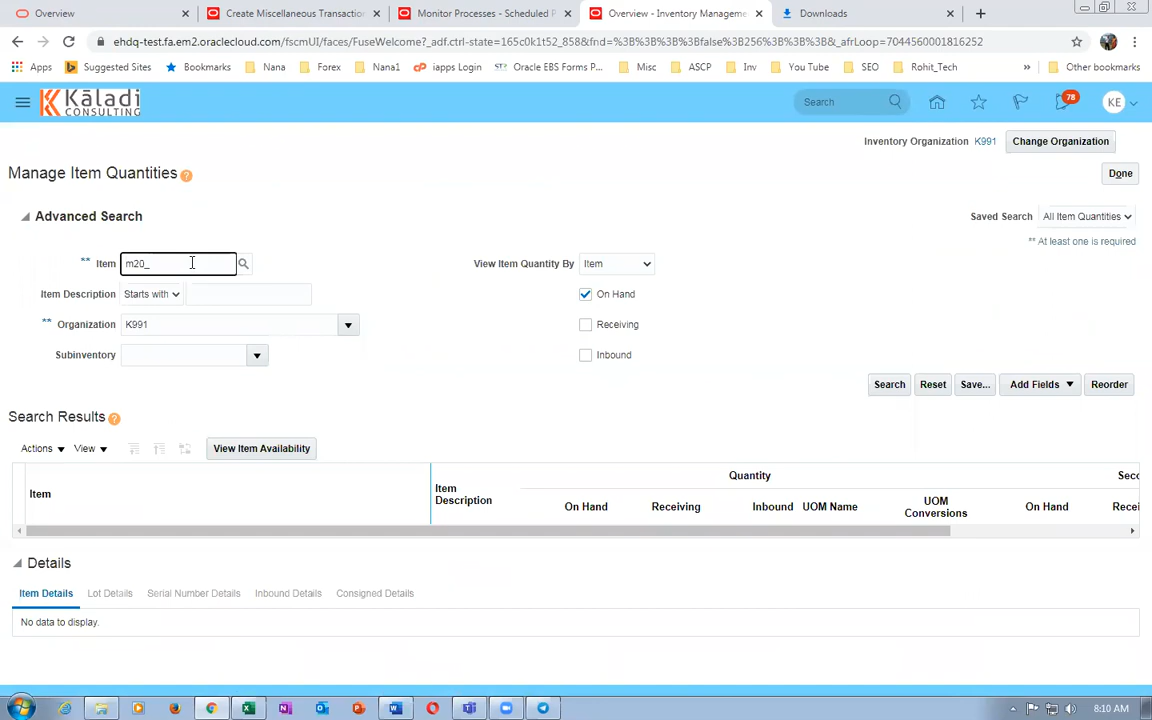 Overview
Create Miscellaneous Transactio
Monitor Processes - Scheduled P
Overview - Inventory Manageme
Downloads
ehdq-test.fa.em2.oraclecloud.com/fscmUI/faces/FuseWelcome?_adf.ctrl-state=165c0k1t52_858&fnd=%3B%3B%3B%3Bfalse%3B256%3B%3B%3B&_afrLoop=7044560001816252
Apps Suggested Sites Bookmarks Nana Forex Nana1 iapps Login Oracle EBS Forms P... Misc ASCP Inv You Tube SEO Rohit_Tech » Other bookmarks
Kāladi
CONSULTING
Search
78
KE
Inventory Organization K991 Change Organization
Manage Item Quantities ?
Done
Advanced Search
Saved Search All Item Quantities
** At least one is required
** Item m20_
View Item Quantity By Item
Item Description Starts with
On Hand
** Organization K991
Receiving
Subinventory
Inbound
Search Reset Save... Add Fields Reorder
Search Results ?
Actions View View Item Availability
Item
Item Description
Quantity
Secc
On Hand Receiving Inbound UOM Name UOM Conversions On Hand Recei
Details
Item Details Lot Details Serial Number Details Inbound Details Consigned Details
No data to display.
8:10 AM